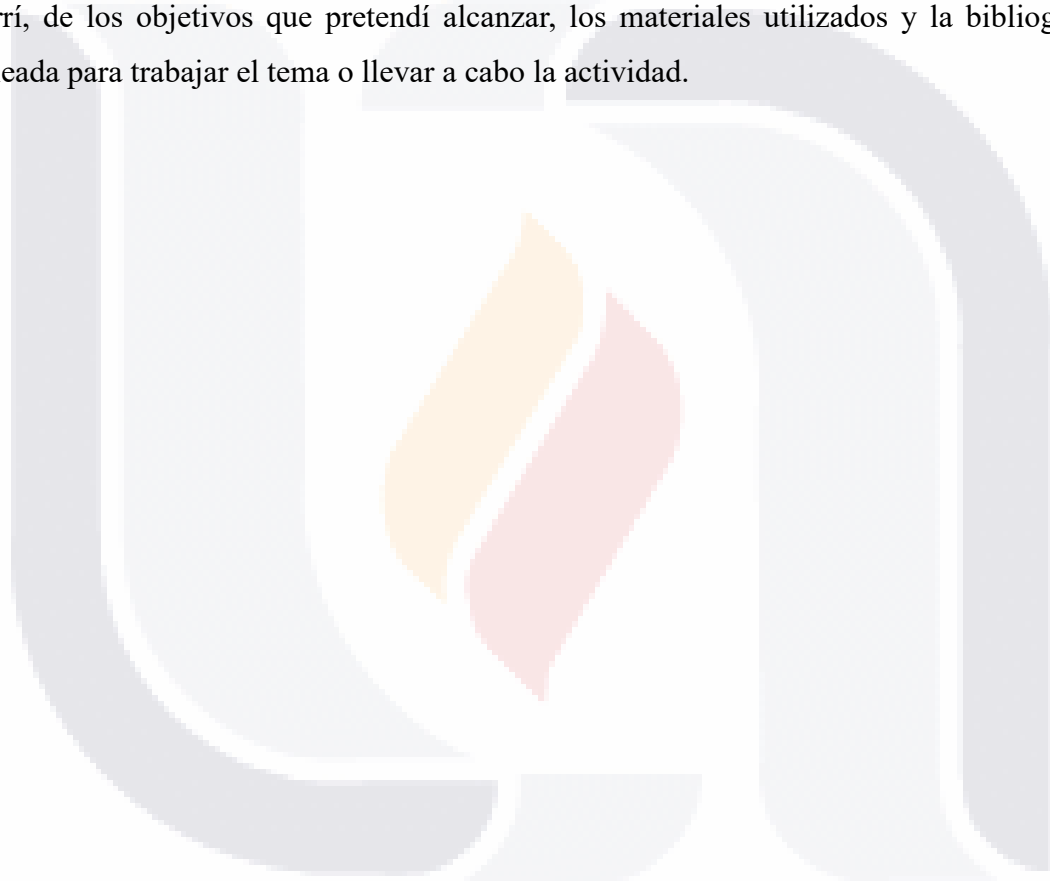 rrí, de los objetivos que pretendí alcanzar, los materiales utilizados y la bibliog
eada para trabajar el tema o llevar a cabo la actividad.